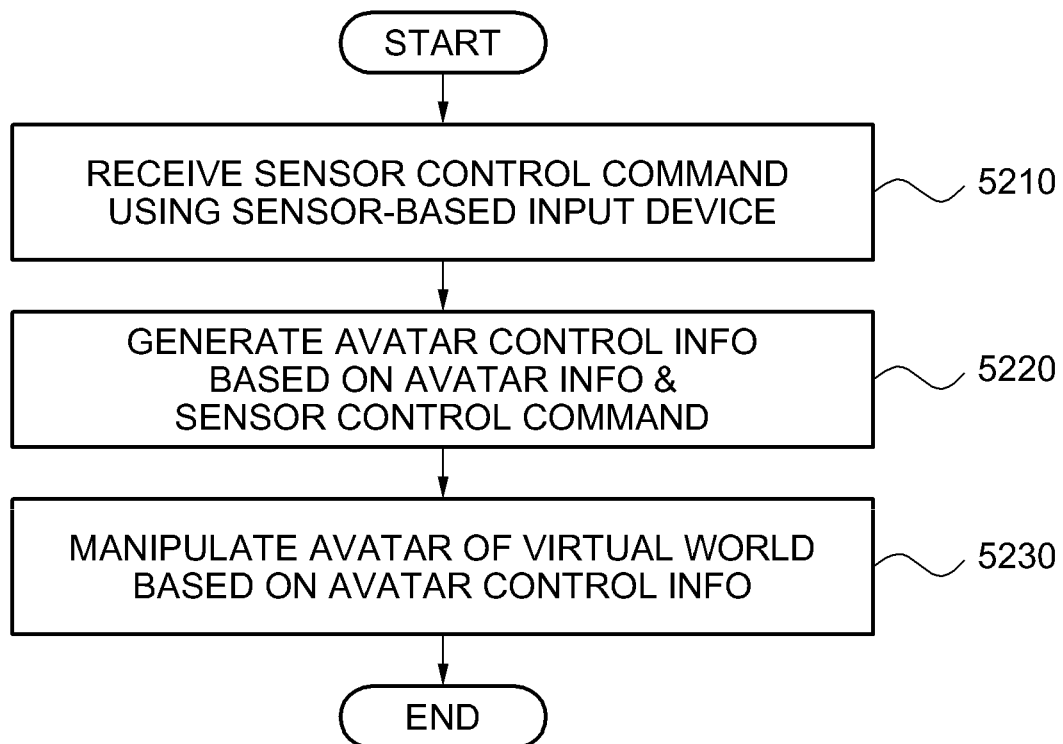 START
RECEIVE SENSOR CONTROL COMMAND
USING SENSOR-BASED INPUT DEVICE
5210
GENERATE AVATAR CONTROL INFO
BASED ON AVATAR INFO &
SENSOR CONTROL COMMAND
5220
MANIPULATE AVATAR OF VIRTUAL WORLD
BASED ON AVATAR CONTROL INFO
5230
END